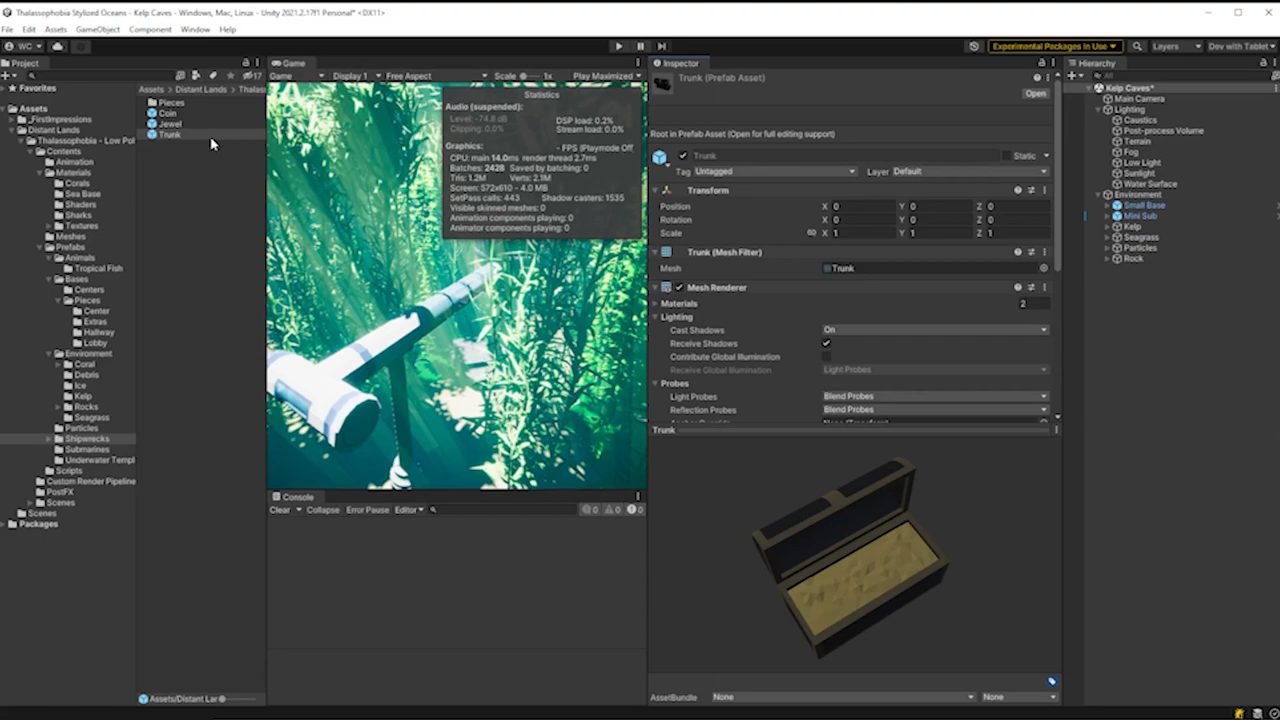 Thalassophobia Stylized Oceans - Kelp Caves - Windows, Mac, Linux - Unity 2021.2.17f1 Personal* <DX11>
File Edit Assets GameObject Component Window Help
WC
Experimental Packages In Use
Layers
Dev with Tablet
Project
17
Favorites
Assets
_FirstImpressions
Distant Lands
Thalassophobia - Low Pol
Contents
Animation
Materials
Corals
Sea Base
Shaders
Sharks
Textures
Meshes
Prefabs
Animals
Tropical Fish
Bases
Centers
Pieces
Center
Extras
Hallway
Lobby
Environment
Coral
Debris
Ice
Kelp
Rocks
Seagrass
Particles
Shipwrecks
Submarines
Underwater Templ
Scripts
Custom Render Pipeline
PostFX
Scenes
Scenes
Packages
Assets > Distant Lands > Thalass
Pieces
Coin
Jewel
Trunk
Assets/Distant Lar
Game
Game Display 1 Free Aspect Scale 1x Play Maximized
Statistics
Audio (suspended):
Level: -74.8 dB DSP load: 0.2%
Clipping: 0.0% Stream load: 0.0%
Graphics: - FPS (Playmode Off
CPU: main 14.0ms render thread 2.7ms
Batches: 2428 Saved by batching: 0
Tris: 1.2M Verts: 2.1M
Screen: 572x610 - 4.0 MB
SetPass calls: 443 Shadow casters: 1535
Visible skinned meshes: 0
Animation components playing: 0
Animator components playing: 0
Console
Clear Collapse Error Pause Editor 0 0 0
Inspector
Trunk (Prefab Asset)
Open
Root in Prefab Asset (Open for full editing support)
Trunk Static
Tag Untagged Layer Default
Transform
Position X 0 Y 0 Z 0
Rotation X 0 Y 0 Z 0
Scale X 1 Y 1 Z 1
Trunk (Mesh Filter)
Mesh Trunk
Mesh Renderer
Materials 2
Lighting
Cast Shadows On
Receive Shadows
Contribute Global Illumination
Receive Global Illumination Light Probes
Probes
Light Probes Blend Probes
Reflection Probes Blend Probes
Trunk
AssetBundle None None
Hierarchy
All
Kelp Caves*
Main Camera
Lighting
Caustics
Post-process Volume
Terrain
Fog
Low Light
Sunlight
Water Surface
Environment
Small Base
Mini Sub
Kelp
Seagrass
Particles
Rock